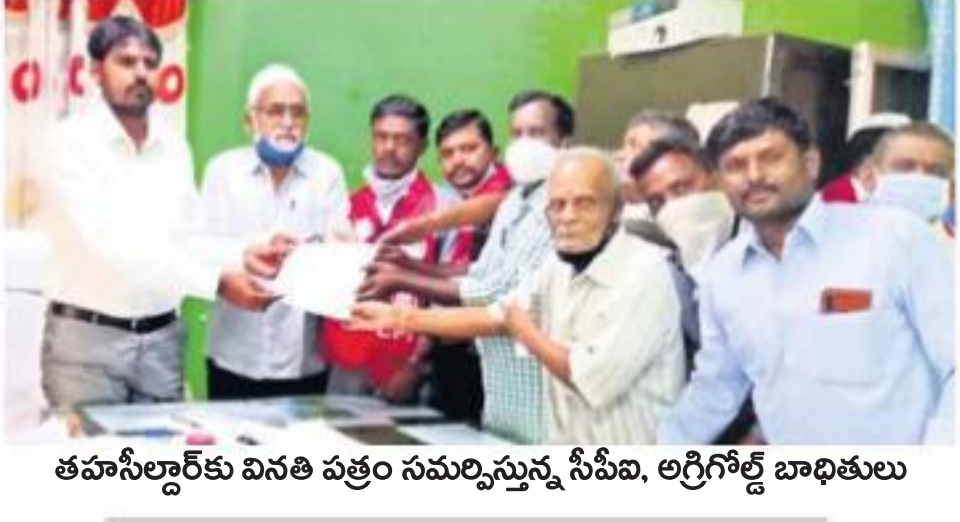 తహసీల్దార్‌కు వినతి పత్రం సమర్పిస్తున్న సీపీఐ, అగ్రిగోల్డ్ బాధితులు